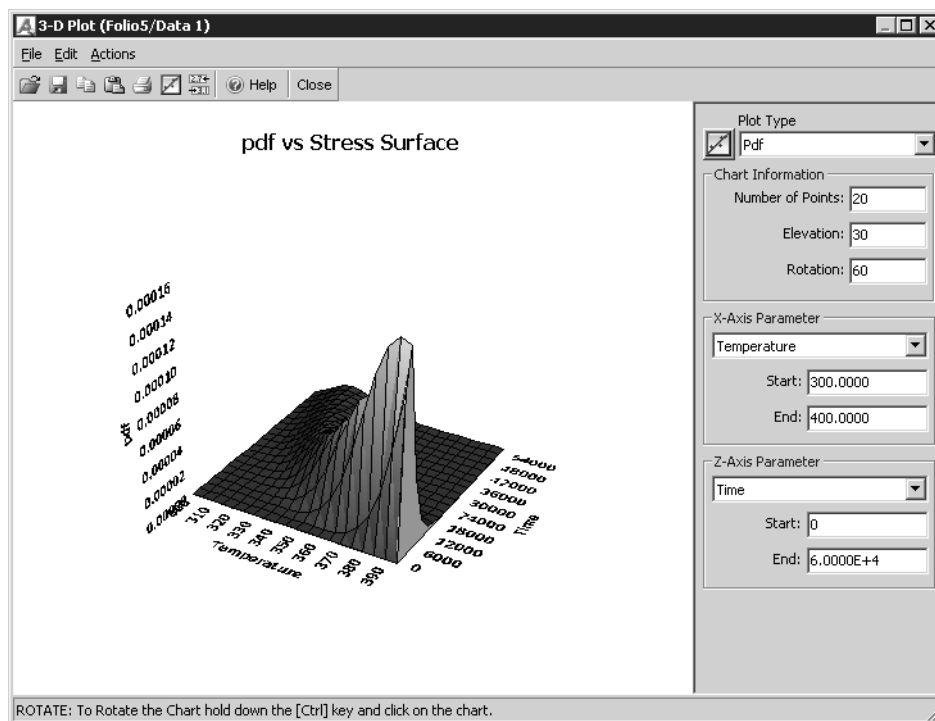 3-D Plot (Folio5/Data 1)
File Edit Actions
Help Close
pdf vs Stress Surface
Plot Type
Pdf
Chart Information
Number of Points: 20
Elevation: 30
Rotation: 60
X-Axis Parameter
Temperature
Start: 300.0000
End: 400.0000
Z-Axis Parameter
Time
Start: 0
End: 6.0000E+4
0.00016
0.00014
0.00012
0.00010
0.00008
0.00006
0.00004
0.00002
pdf
310
320
330
340
350
360
370
380
390
Temperature
0
6000
12000
18000
24000
30000
36000
42000
48000
54000
Time
ROTATE: To Rotate the Chart hold down the [Ctrl] key and click on the chart.